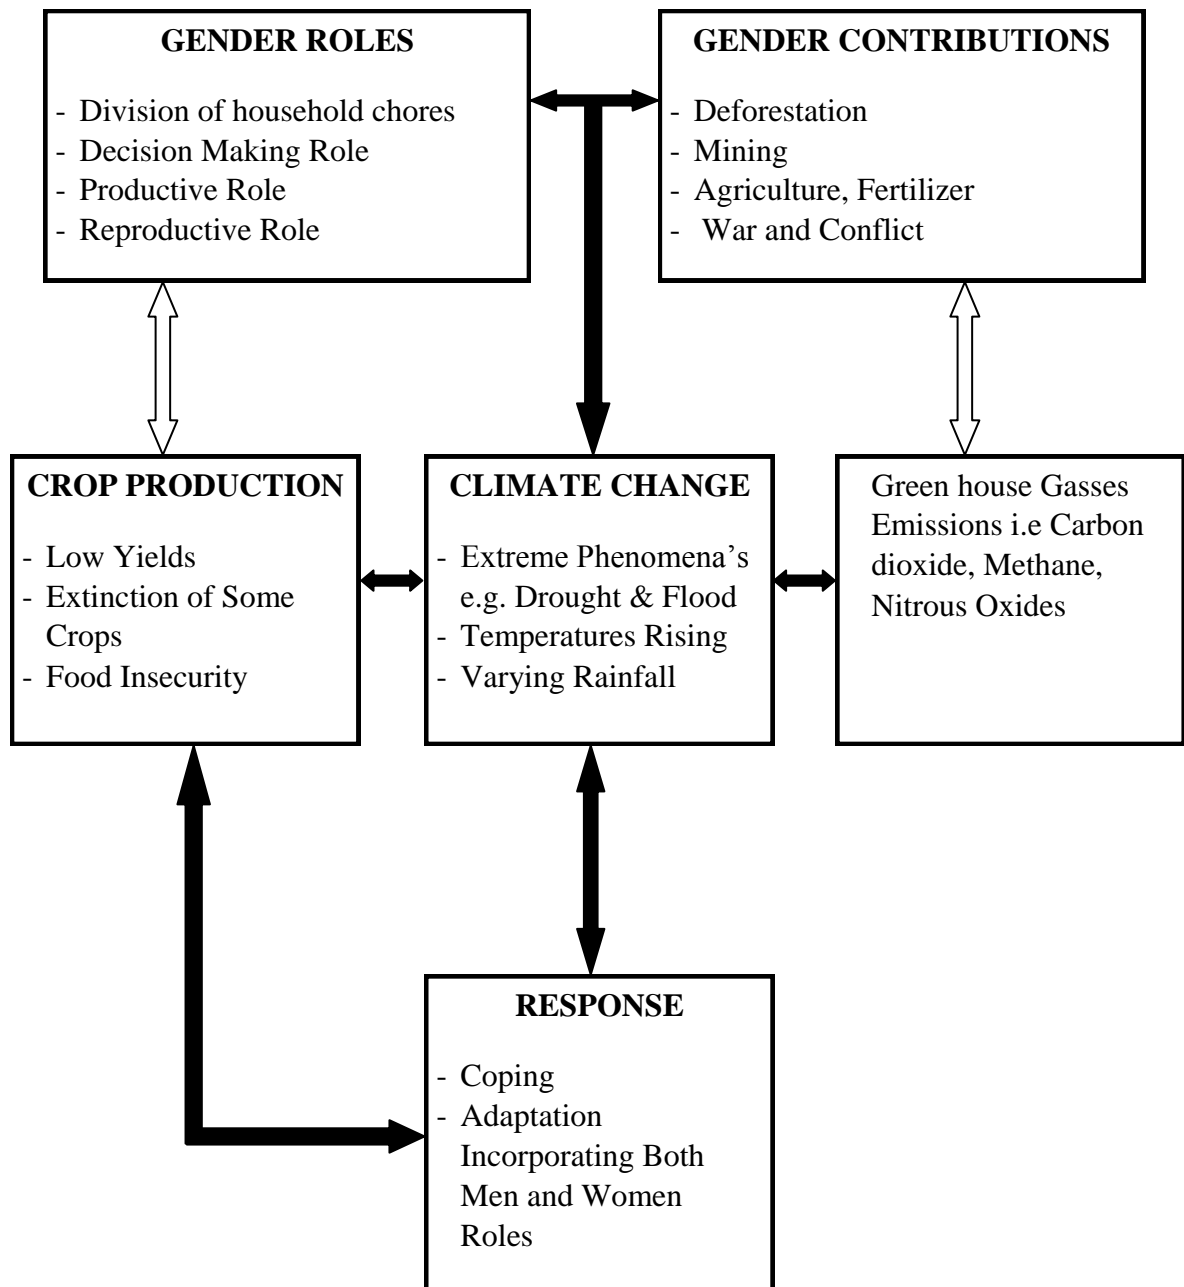 GENDER ROLES
- Division of household chores
- Decision Making Role
- Productive Role
- Reproductive Role
GENDER CONTRIBUTIONS
- Deforestation
- Mining
- Agriculture, Fertilizer
- War and Conflict
CROP PRODUCTION
- Low Yields
- Extinction of Some
Crops
- Food Insecurity
CLIMATE CHANGE
- Extreme Phenomena’s
e.g. Drought & Flood
- Temperatures Rising
- Varying Rainfall
Green house Gasses
Emissions i.e Carbon
dioxide, Methane,
Nitrous Oxides
RESPONSE
- Coping
- Adaptation
Incorporating Both
Men and Women
Roles